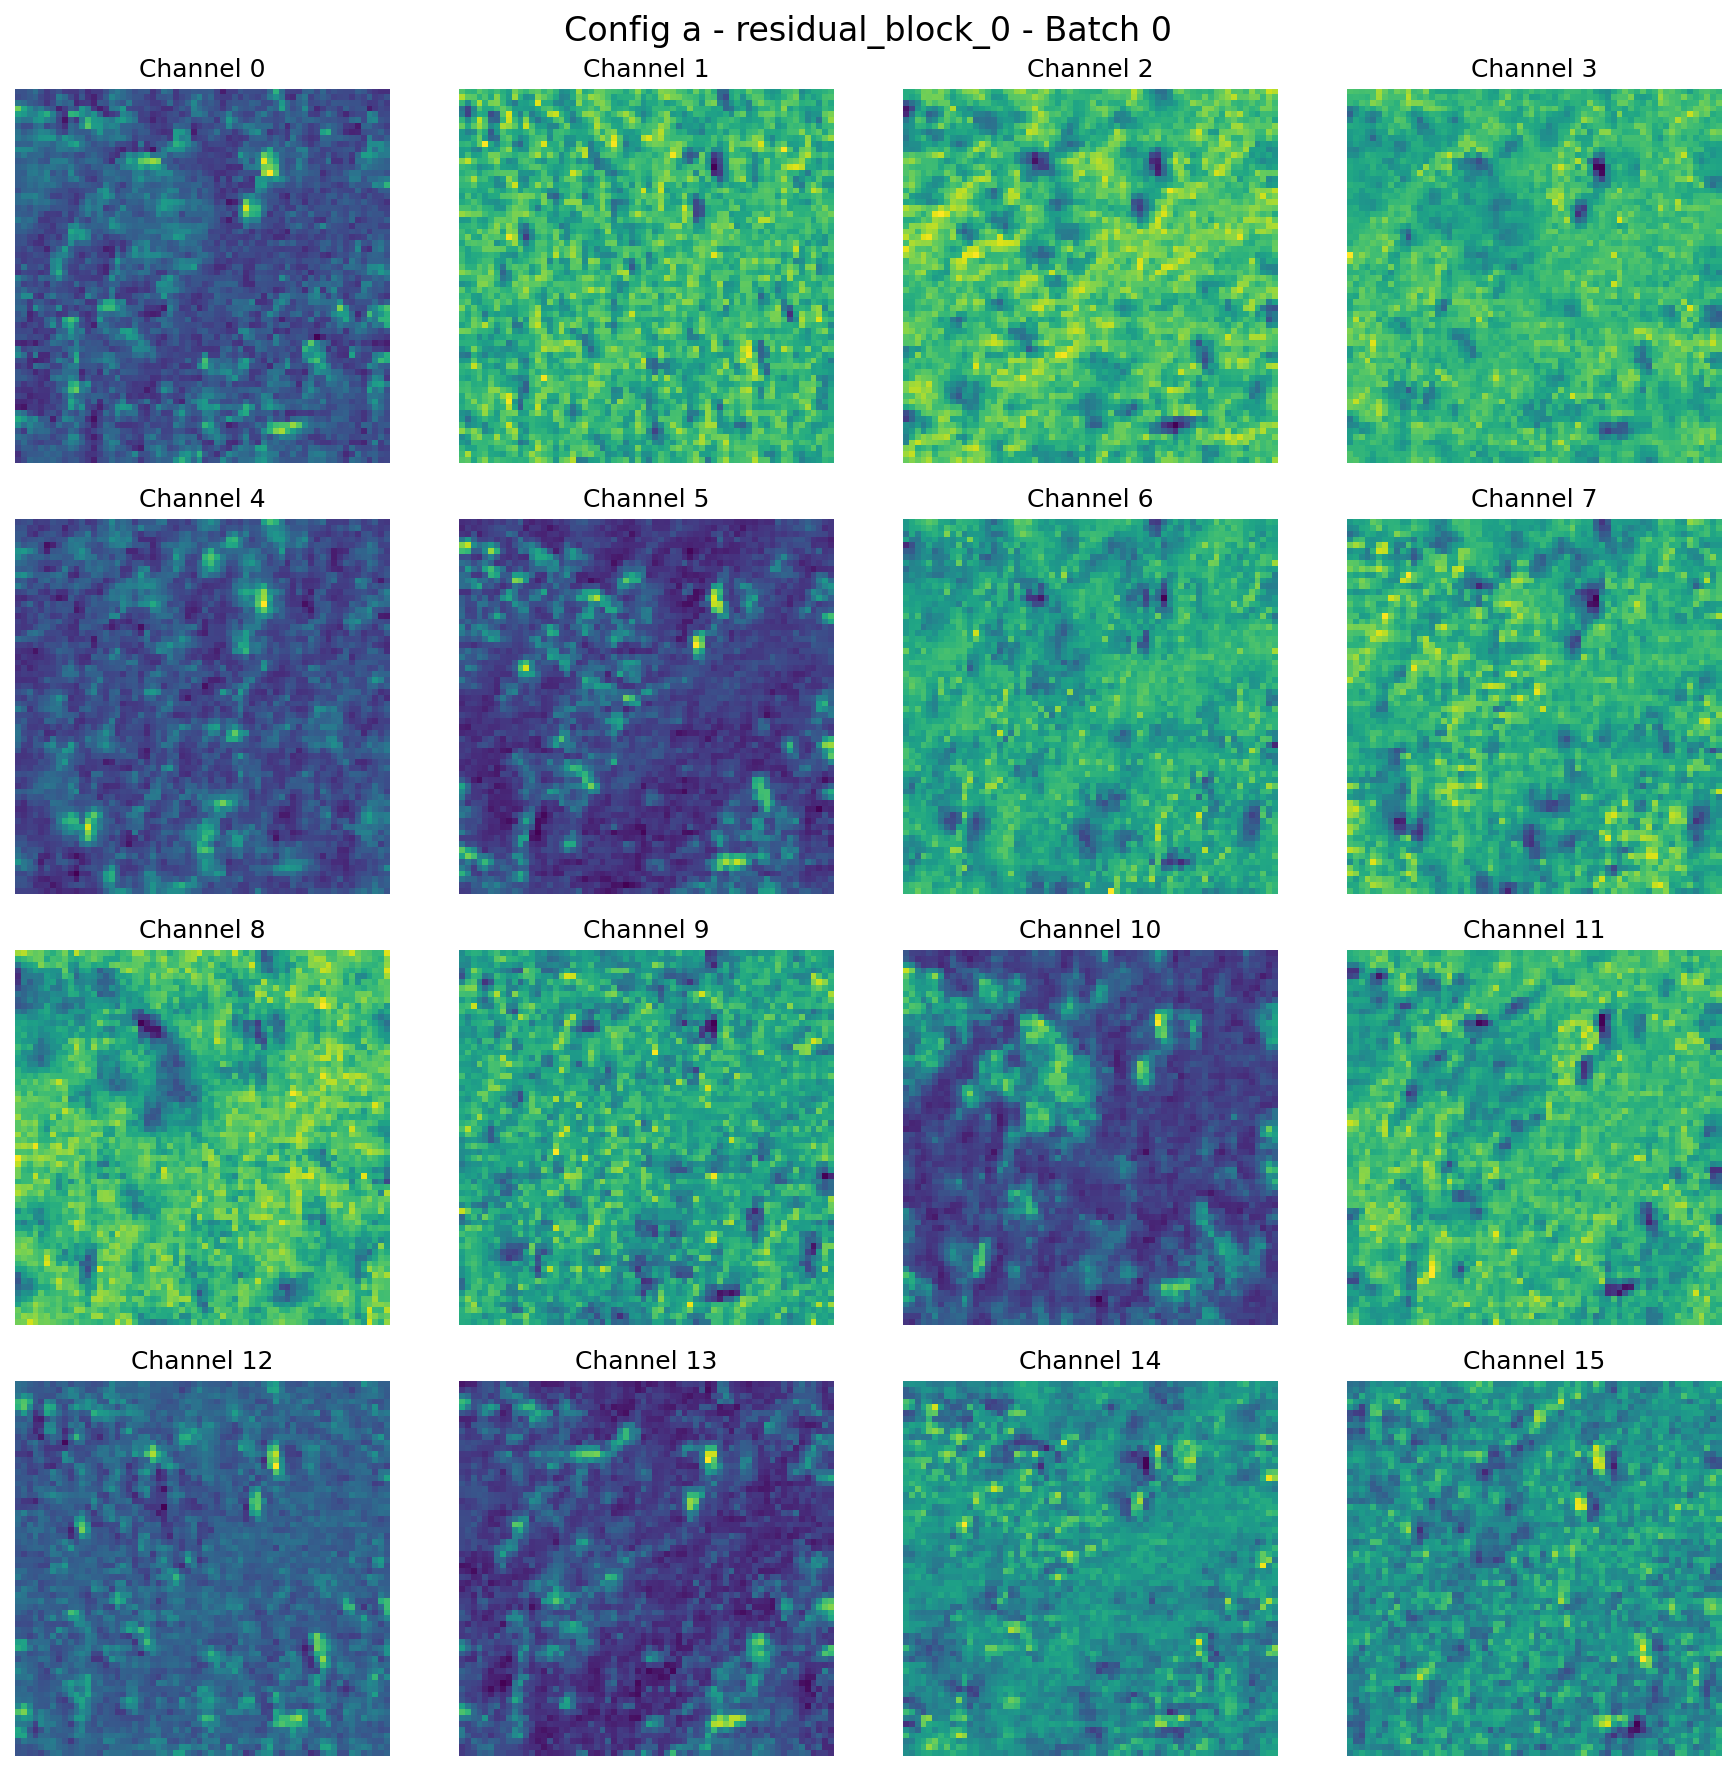 Config a - residual_block_0 - Batch 0
Channel 0
Channel 1
Channel 2
Channel 3
Channel 4
Channel 5
Channel 6
Channel 7
Channel 8
Channel 9
Channel 10
Channel 11
Channel 12
Channel 13
Channel 14
Channel 15